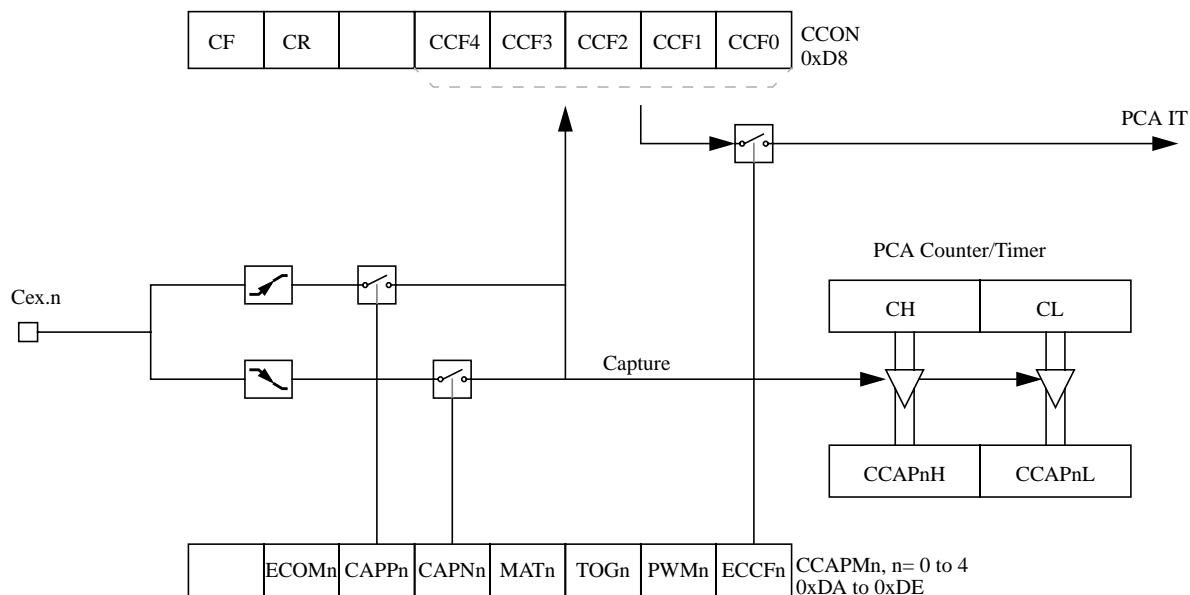 CF CR CCF4 CCF3 CCF2 CCF1 CCF0 CCON
0xD8
PCA IT
PCA Counter/Timer
Cex.n
CH CL
Capture
CCAPnH CCAPnL
ECOMn CAPPn CAPNn MATn TOGn PWMn ECCFn CCAPMn, n= 0 to 4
0xDA to 0xDE